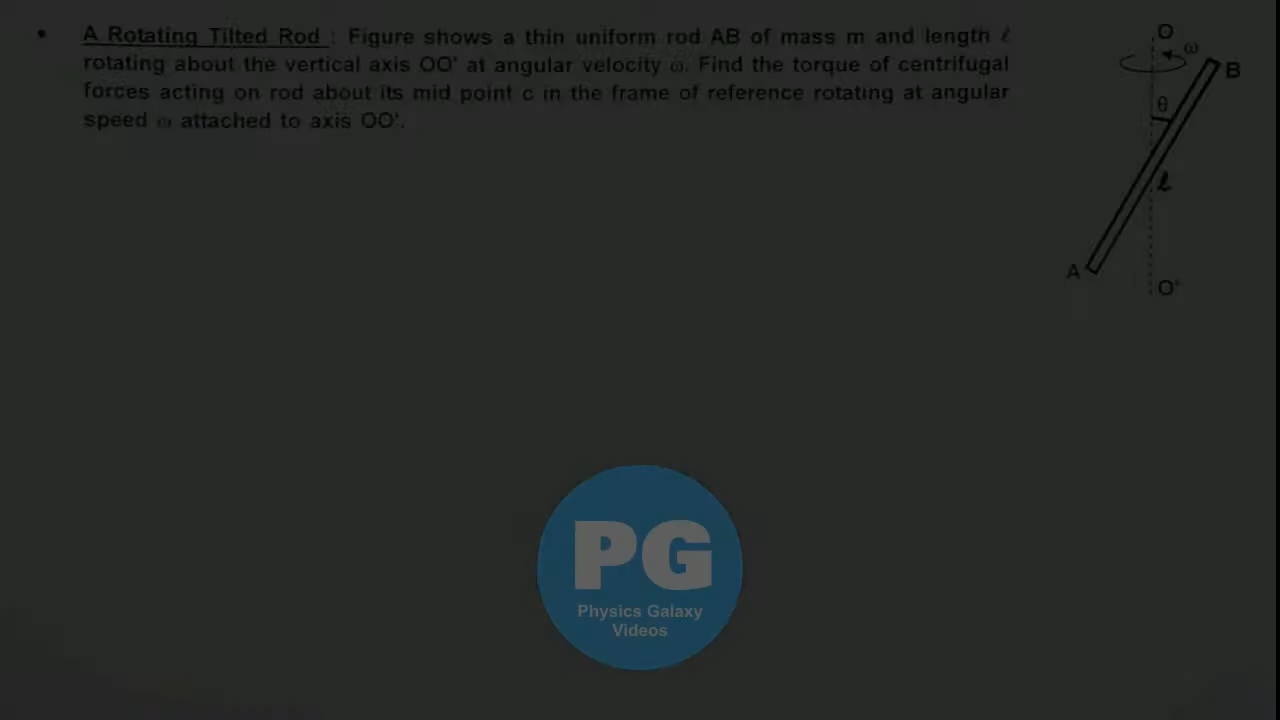 • A Rotating Tilted Rod : Figure shows a thin uniform rod AB of mass m and length ℓ
rotating about the vertical axis OO' at angular velocity ω. Find the torque of centrifugal
forces acting on rod about its mid point c in the frame of reference rotating at angular
speed ω attached to axis OO'.
O
ω
B
θ
ℓ
A
O'
PG
Physics Galaxy
Videos